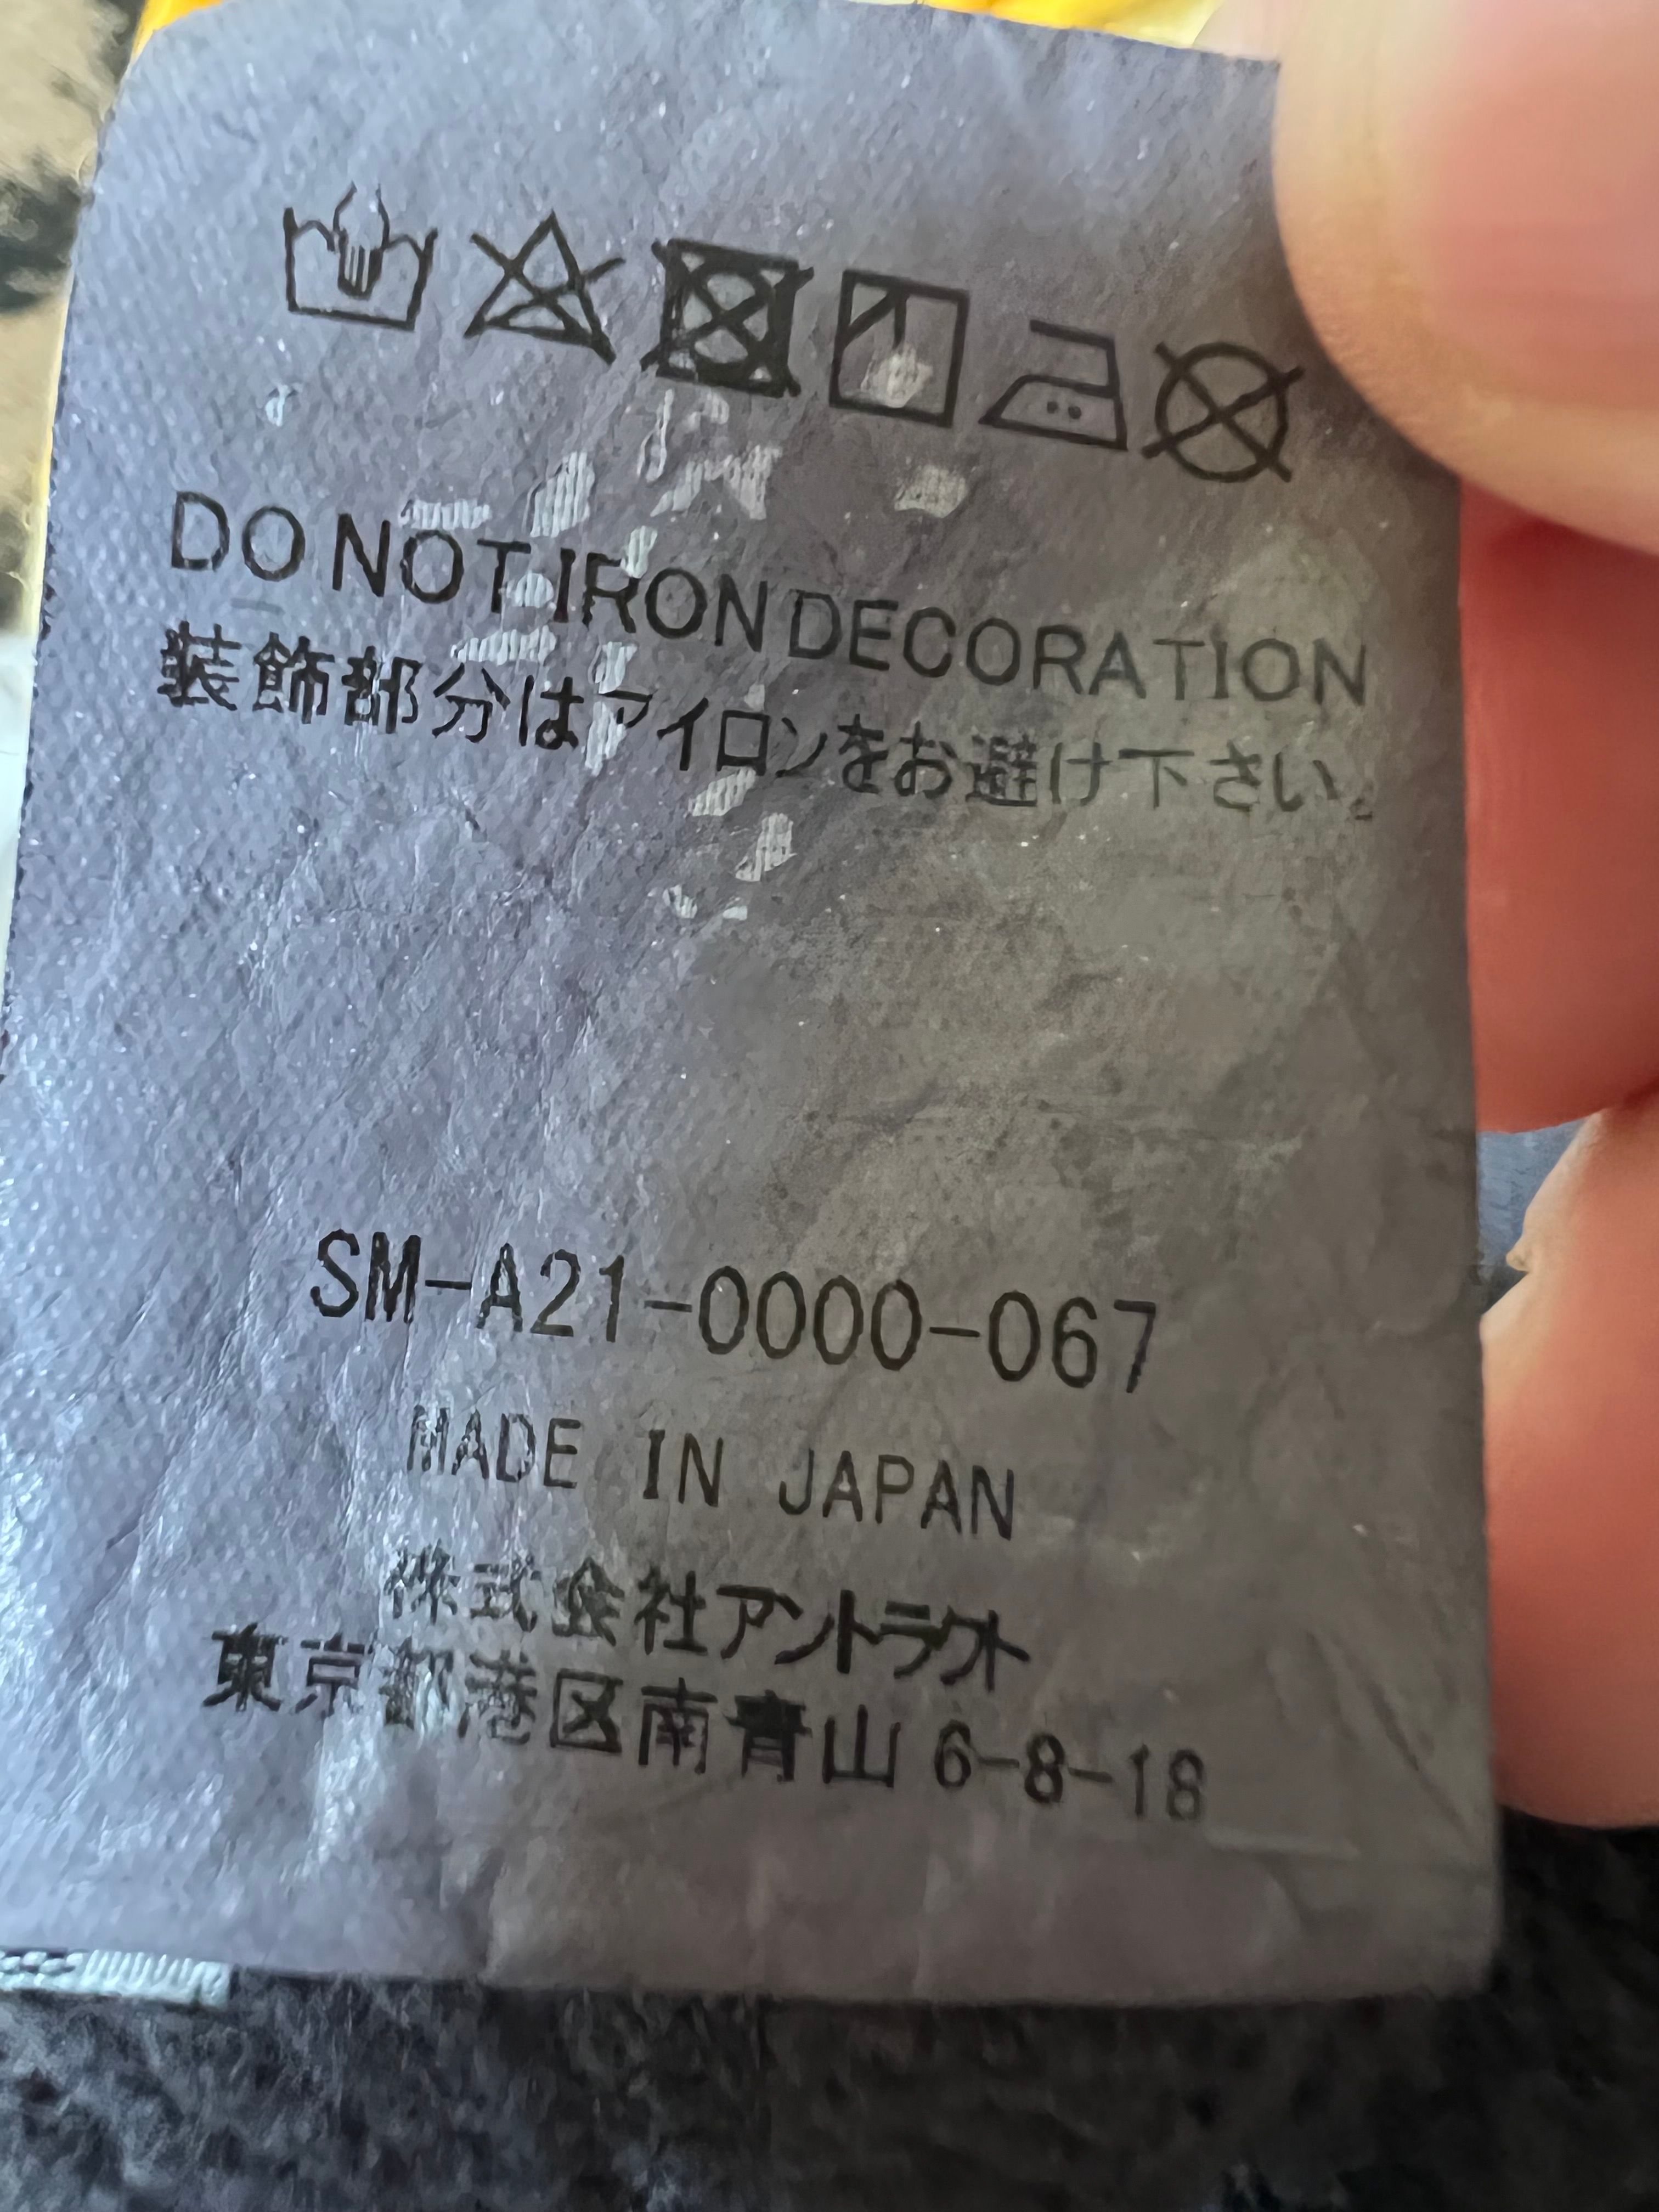 DO NOT IRON DECORATION
装飾部分はアイロンをお避け下さい。
SM-A21-0000-067
MADE IN JAPAN
株式会社アントラクト
東京都港区南青山 6-8-18